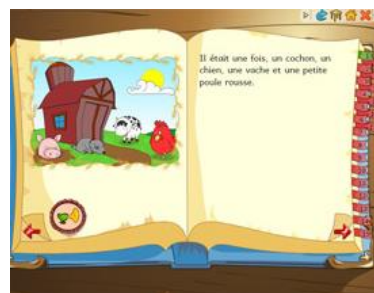 Il était une fois, un cochon, un
chien, une vache et une petite
poule rousse.